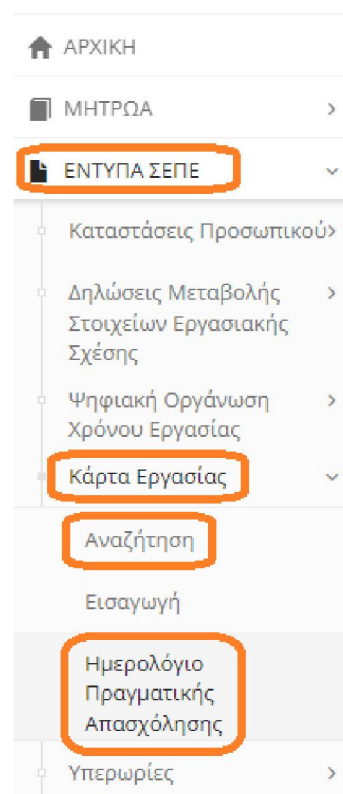 ΑΡΧΙΚΗ
ΜΗΤΡΩΑ
ΕΝΤΥΠΑ ΣΕΠΕ
Καταστάσεις Προσωπικού
Δηλώσεις Μεταβολής
Στοιχείων Εργασιακής
Σχέσης
Ψηφιακή Οργάνωση
Χρόνου Εργασίας
Κάρτα Εργασίας
Αναζήτηση
Εισαγωγή
Ημερολόγιο
Πραγματικής
Απασχόλησης
Υπερωρίες